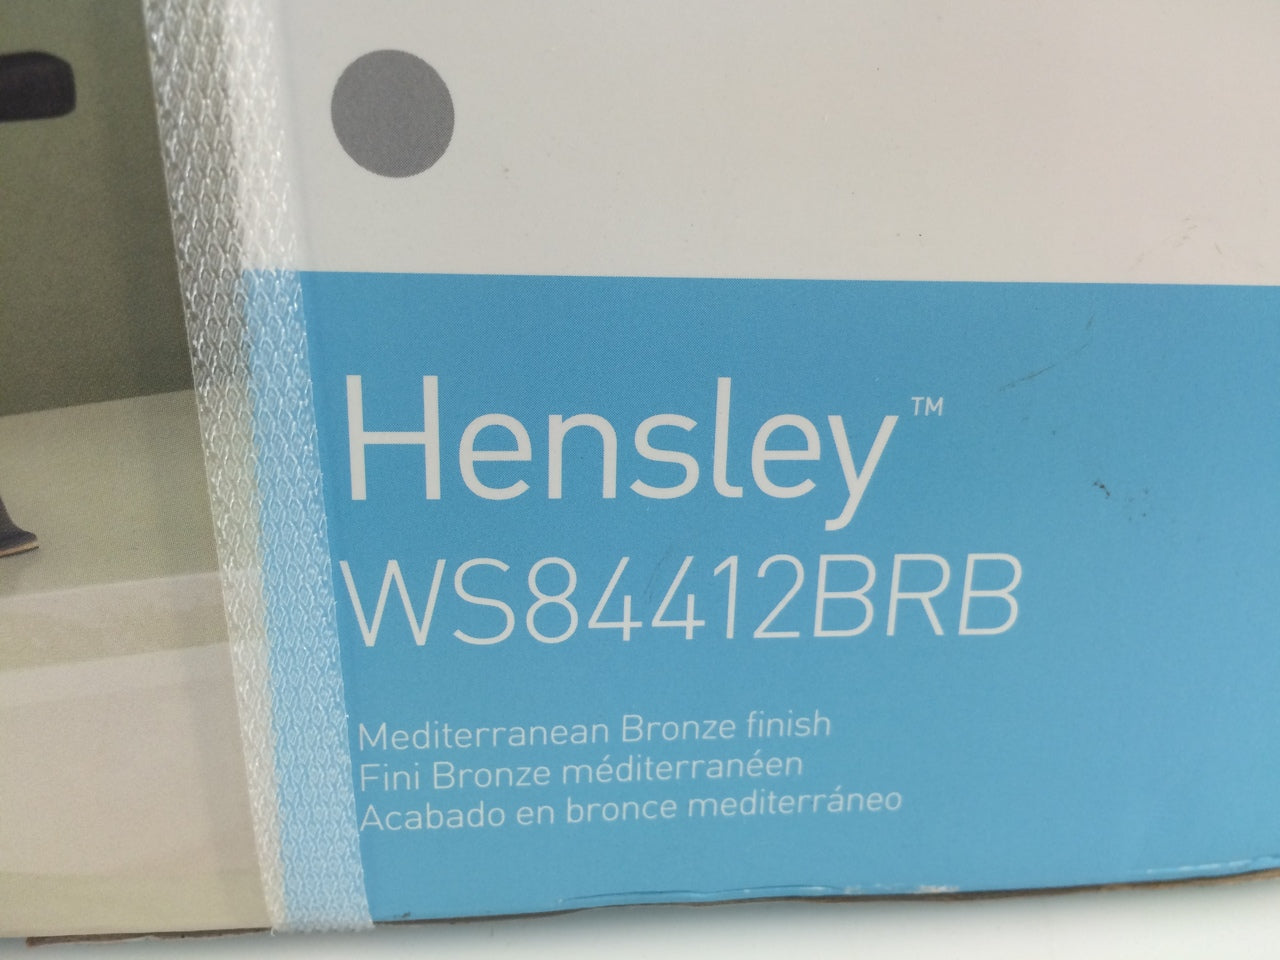 Hensley™
WS84412BRB
Mediterranean Bronze finish
Fini Bronze méditerranéen
Acabado en bronce mediterráneo